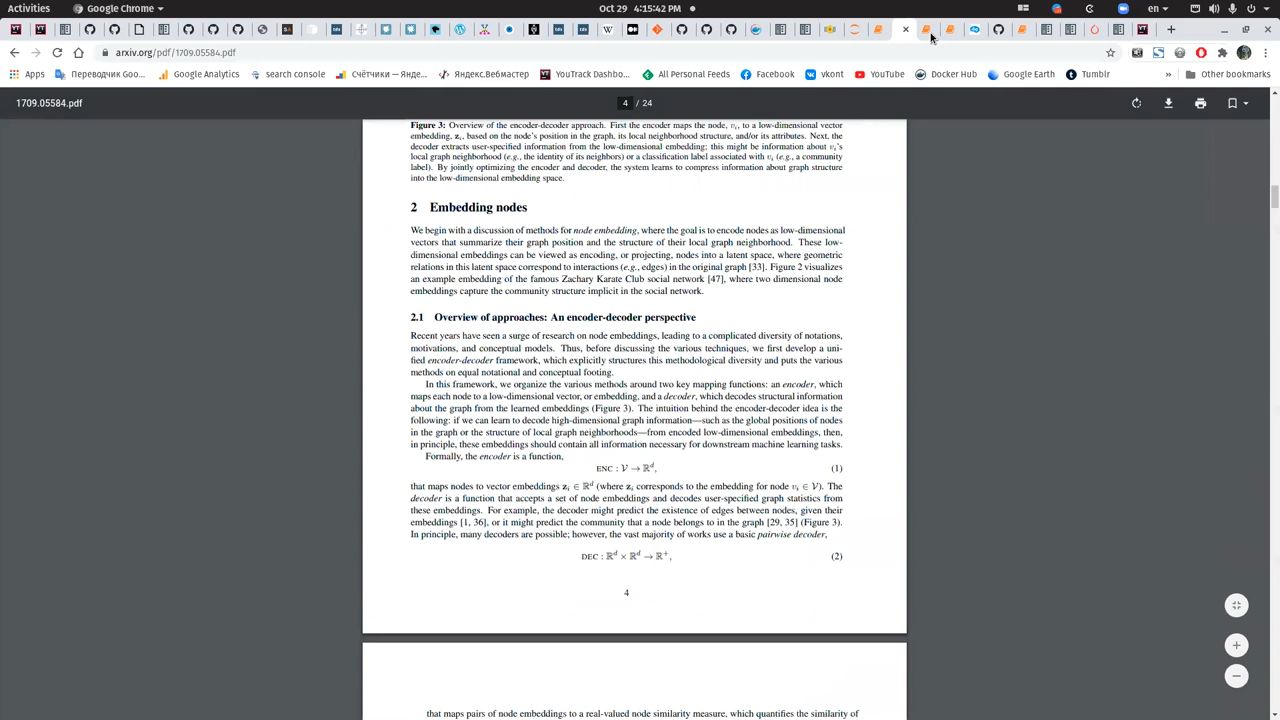 Activities
Google Chrome
Oct 29 4:15:42 PM
en
arxiv.org/pdf/1709.05584.pdf
Apps
Переводчик Goo...
Google Analytics
search console
Счётчики — Янде...
Яндекс.Вебмастер
YouTrack Dashbo...
All Personal Feeds
Facebook
vkont
YouTube
Docker Hub
Google Earth
Tumblr
»
Other bookmarks
1709.05584.pdf
4 / 24
Figure 3: Overview of the encoder-decoder approach. First the encoder maps the node, vi, to a low-dimensional vector
embedding, zi, based on the node's position in the graph, its local neighborhood structure, and/or its attributes. Next, the
decoder extracts user-specified information from the low-dimensional embedding; this might be information about vi's
local graph neighborhood (e.g., the identity of its neighbors) or a classification label associated with vi (e.g., a community
label). By jointly optimizing the encoder and decoder, the system learns to compress information about graph structure
into the low-dimensional embedding space.
2 Embedding nodes
We begin with a discussion of methods for node embedding, where the goal is to encode nodes as low-dimensional
vectors that summarize their graph position and the structure of their local graph neighborhood. These low-
dimensional embeddings can be viewed as encoding, or projecting, nodes into a latent space, where geometric
relations in this latent space correspond to interactions (e.g., edges) in the original graph [33]. Figure 2 visualizes
an example embedding of the famous Zachary Karate Club social network [47], where two dimensional node
embeddings capture the community structure implicit in the social network.
2.1 Overview of approaches: An encoder-decoder perspective
Recent years have seen a surge of research on node embeddings, leading to a complicated diversity of notations,
motivations, and conceptual models. Thus, before discussing the various techniques, we first develop a uni-
fied encoder-decoder framework, which explicitly structures this methodological diversity and puts the various
methods on equal notational and conceptual footing.
In this framework, we organize the various methods around two key mapping functions: an encoder, which
maps each node to a low-dimensional vector, or embedding, and a decoder, which decodes structural information
about the graph from the learned embeddings (Figure 3). The intuition behind the encoder-decoder idea is the
following: if we can learn to decode high-dimensional graph information—such as the global positions of nodes
in the graph or the structure of local graph neighborhoods—from encoded low-dimensional embeddings, then,
in principle, these embeddings should contain all information necessary for downstream machine learning tasks.
Formally, the encoder is a function,
ENC : V → ℝᵈ, (1)
that maps nodes to vector embeddings zi ∈ ℝᵈ (where zi corresponds to the embedding for node vi ∈ V). The
decoder is a function that accepts a set of node embeddings and decodes user-specified graph statistics from
these embeddings. For example, the decoder might predict the existence of edges between nodes, given their
embeddings [1, 36], or it might predict the community that a node belongs to in the graph [29, 35] (Figure 3).
In principle, many decoders are possible; however, the vast majority of works use a basic pairwise decoder,
DEC : ℝᵈ × ℝᵈ → ℝ⁺, (2)
4
that maps pairs of node embeddings to a real-valued node similarity measure, which quantifies the similarity of